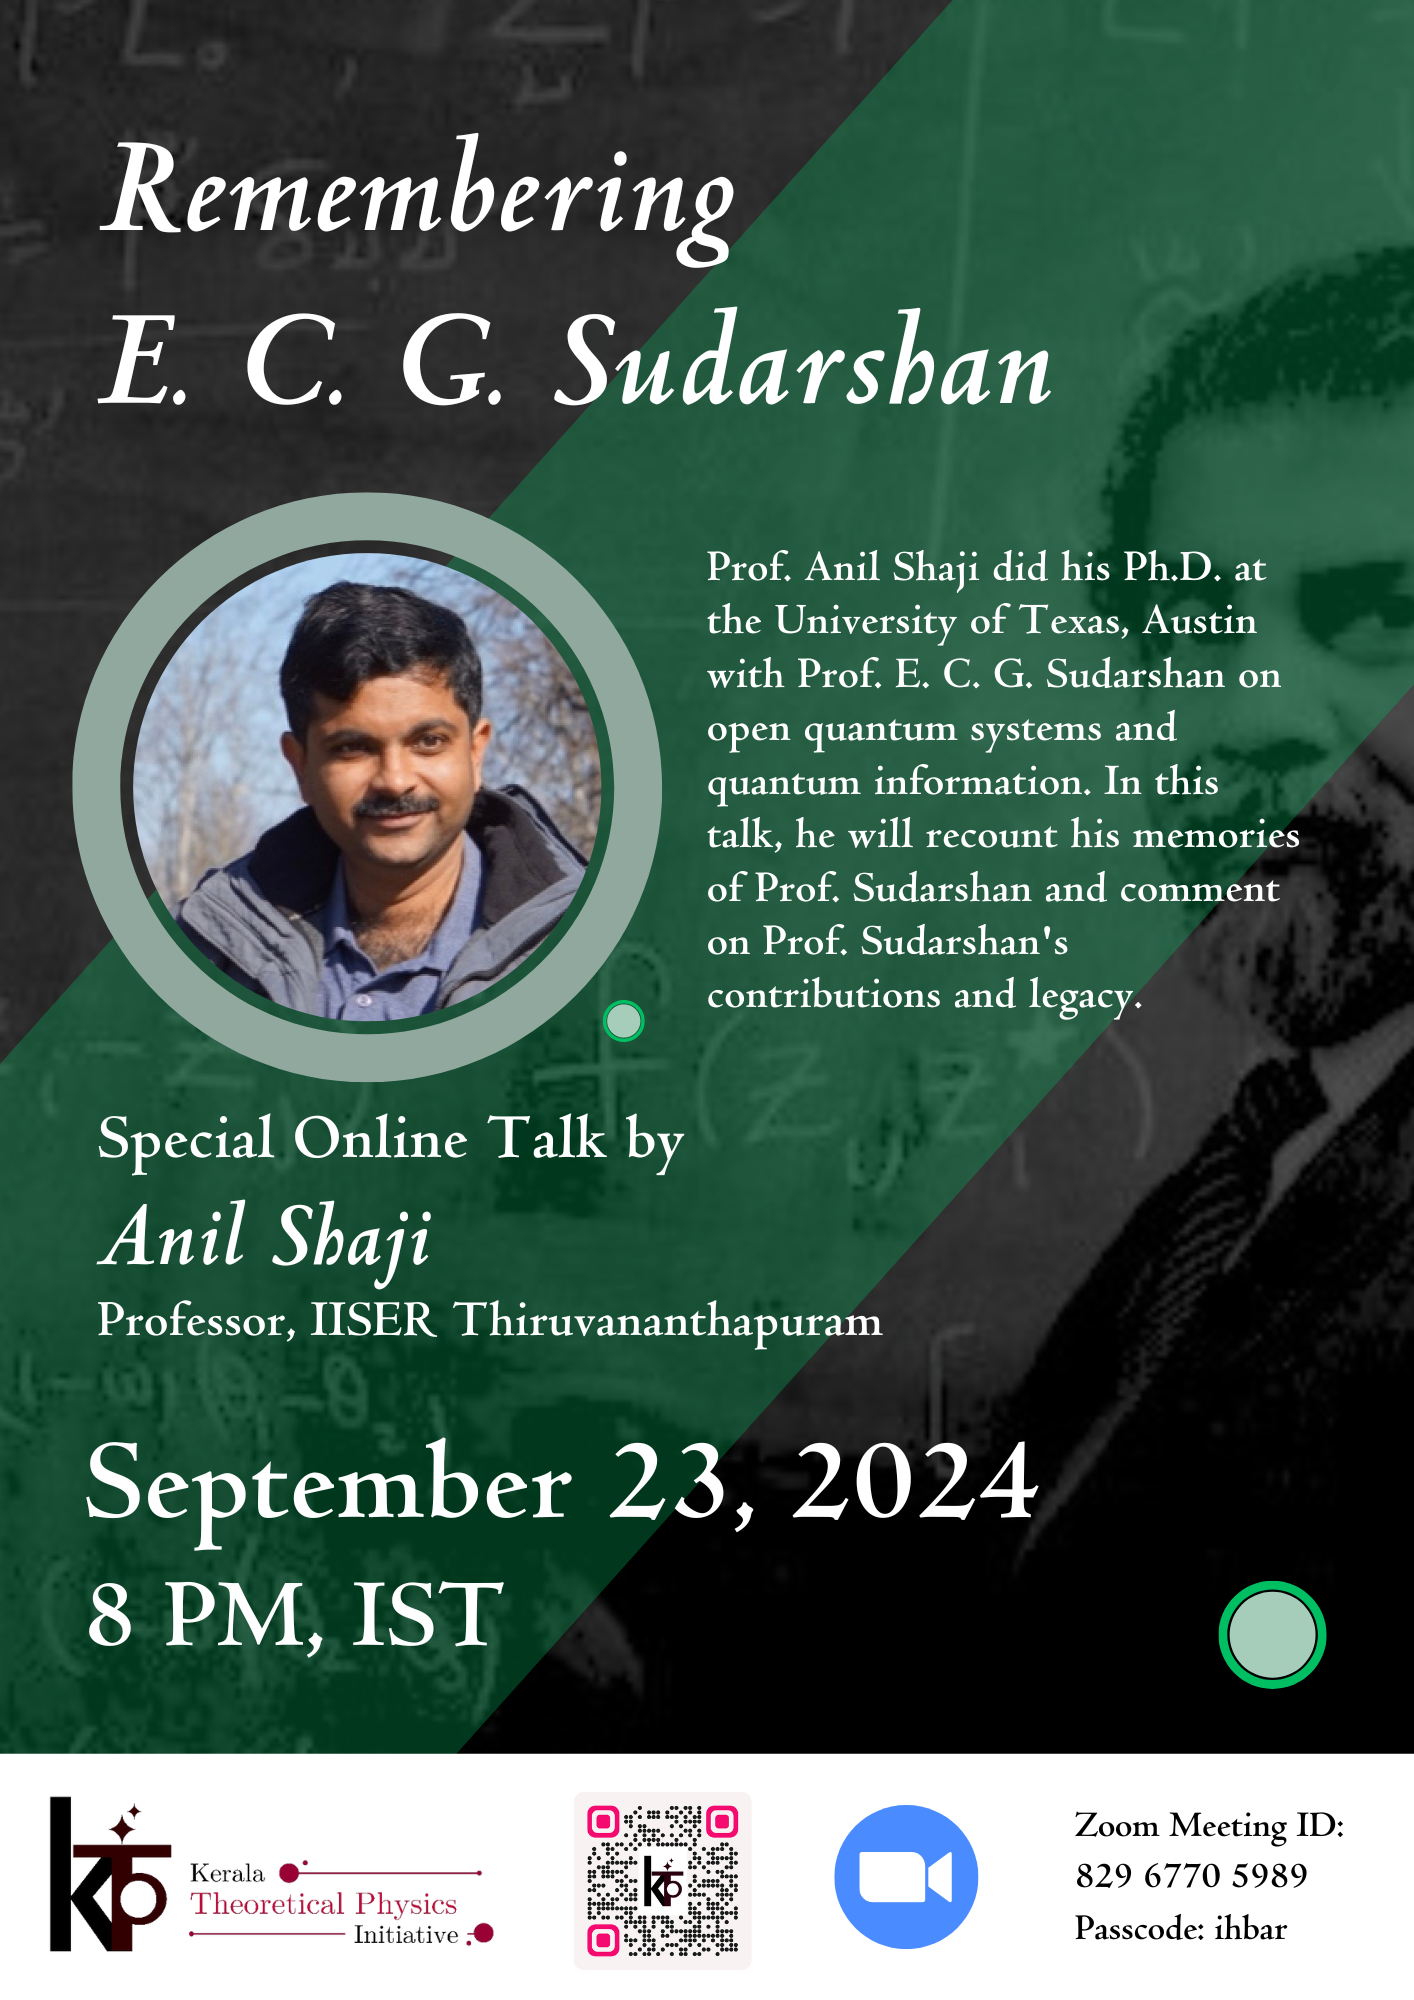 Remembering
E. C. G. Sudarshan
Prof. Anil Shaji did his Ph.D. at
the University of Texas, Austin
with Prof. E. C. G. Sudarshan on
open quantum systems and
quantum information. In this
talk, he will recount his memories
of Prof. Sudarshan and comment
on Prof. Sudarshan's
contributions and legacy.
Special Online Talk by
Anil Shaji
Professor, IISER Thiruvananthapuram
September 23, 2024
8 PM, IST
ktp
Kerala
Theoretical Physics
Initiative
ktp
Zoom Meeting ID:
829 6770 5989
Passcode: ihbar